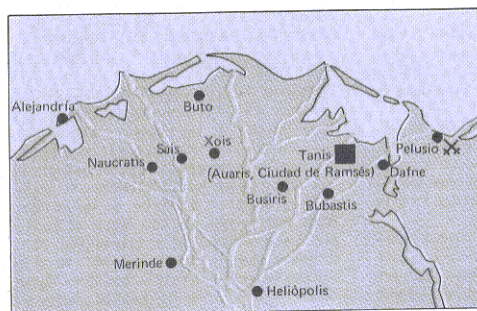 Alejandría
Buto
Pelusio
Naucratis
Sais
Xois
Tanis
(Auaris, Ciudad de Ramsés)
Dafne
Busiris
Bubastis
Merinde
Heliópolis